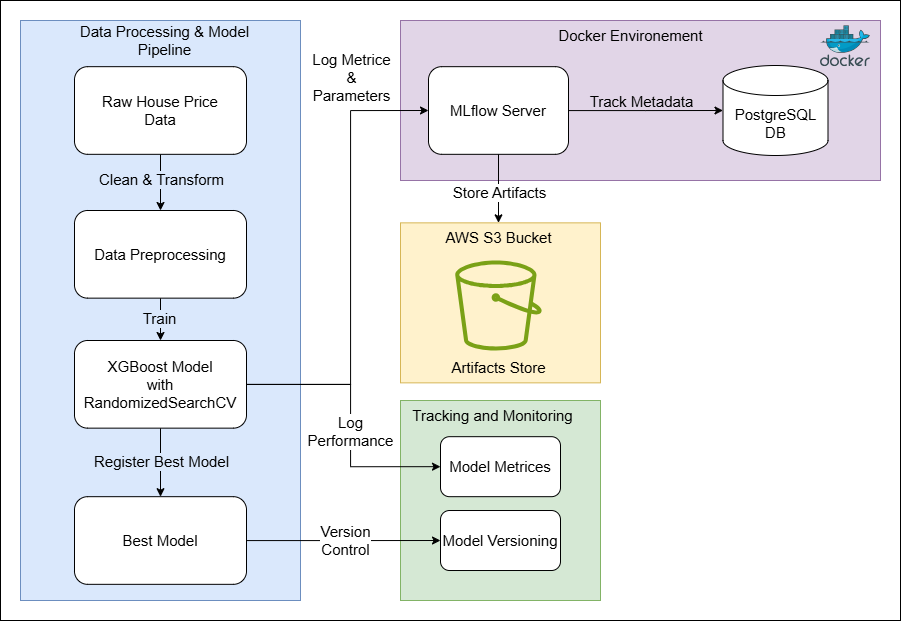 Data Processing & Model
Pipeline
Raw House Price
Data
Clean & Transform
Data Preprocessing
Train
XGBoost Model
with
RandomizedSearchCV
Register Best Model
Best Model
Log Metrice
&
Parameters
Log
Performance
Version
Control
Docker Environement
docker
MLflow Server
Track Metadata
PostgreSQL
DB
Store Artifacts
AWS S3 Bucket
Artifacts Store
Tracking and Monitoring
Model Metrices
Model Versioning